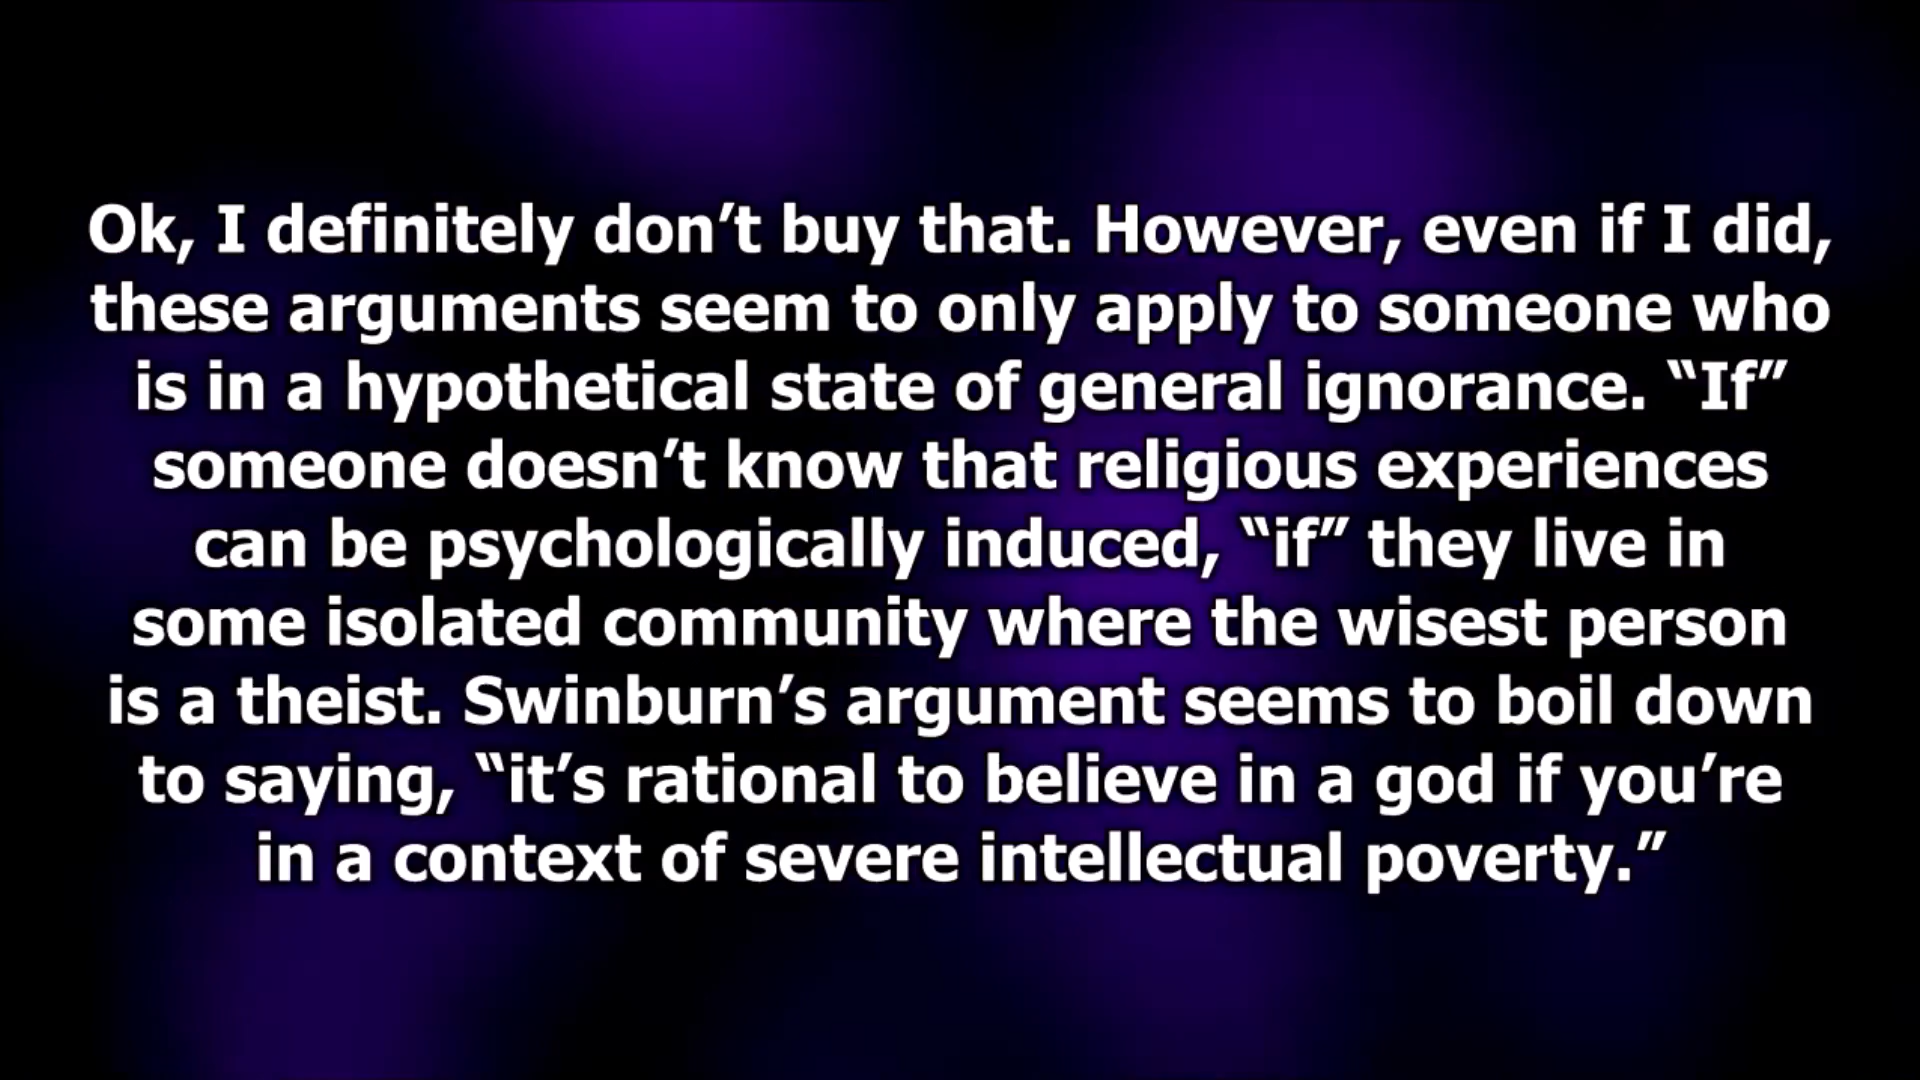 Ok, I definitely don’t buy that. However, even if I did,
these arguments seem to only apply to someone who
is in a hypothetical state of general ignorance. “If”
someone doesn’t know that religious experiences
can be psychologically induced, “if” they live in
some isolated community where the wisest person
is a theist. Swinburn’s argument seems to boil down
to saying, “it’s rational to believe in a god if you’re
in a context of severe intellectual poverty.”